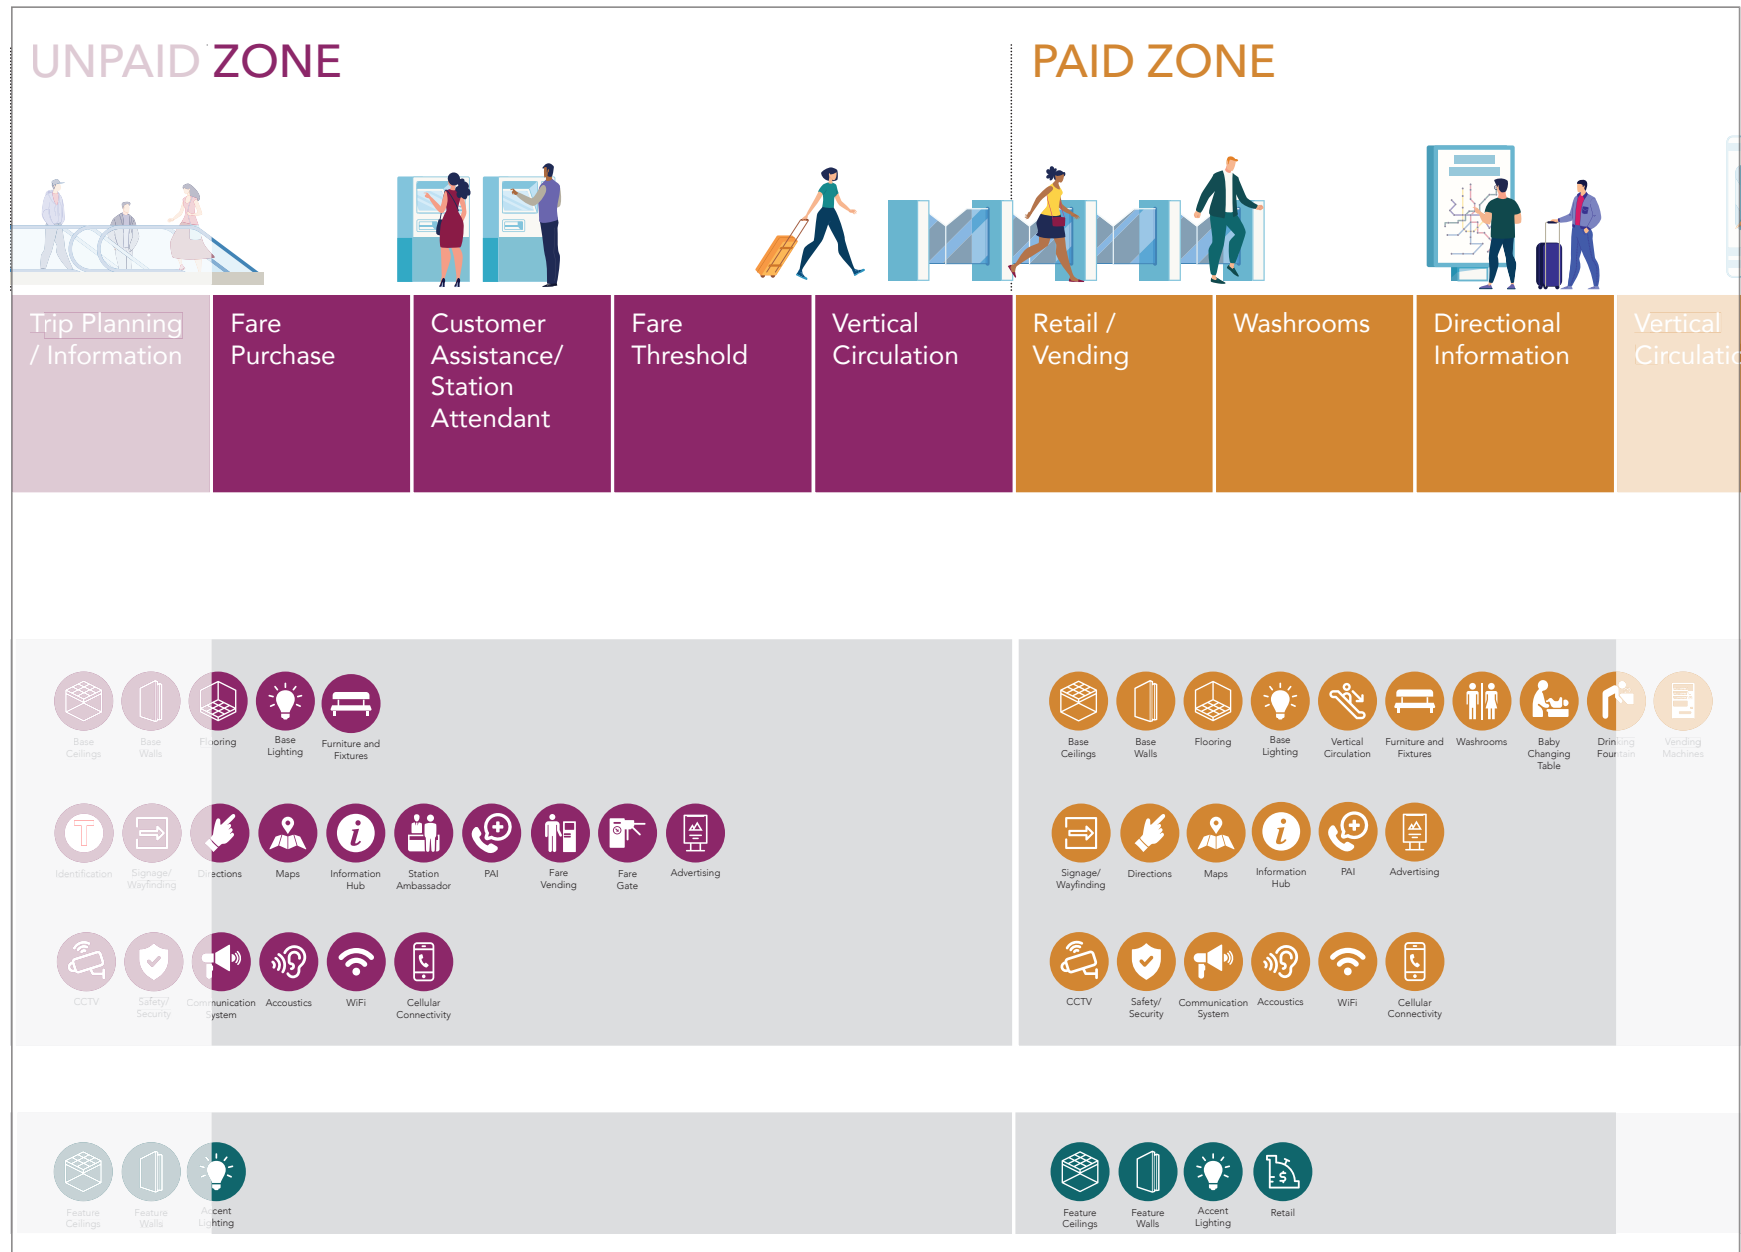 UNPAID ZONE
PAID ZONE
Trip Planning
/ Information
Fare
Purchase
Customer
Assistance/
Station
Attendant
Fare
Threshold
Vertical
Circulation
Retail /
Vending
Washrooms
Directional
Information
Vertical
Circulatio
Base
Ceilings
Base
Walls
Flooring
Base
Lighting
Furniture and
Fixtures
Identification
Signage/
Wayfinding
Directions
Maps
Information
Hub
Station
Ambassador
PAI
Fare
Vending
Fare
Gate
Advertising
CCTV
Safety/
Security
Communication
System
Accoustics
WiFi
Cellular
Connectivity
Base
Ceilings
Base
Walls
Flooring
Base
Lighting
Vertical
Circulation
Furniture and
Fixtures
Washrooms
Baby
Changing
Table
Drinking
Fountain
Vending
Machines
Signage/
Wayfinding
Directions
Maps
Information
Hub
PAI
Advertising
CCTV
Safety/
Security
Communication
System
Accoustics
WiFi
Cellular
Connectivity
Feature
Ceilings
Feature
Walls
Accent
Lighting
Feature
Ceilings
Feature
Walls
Accent
Lighting
Retail